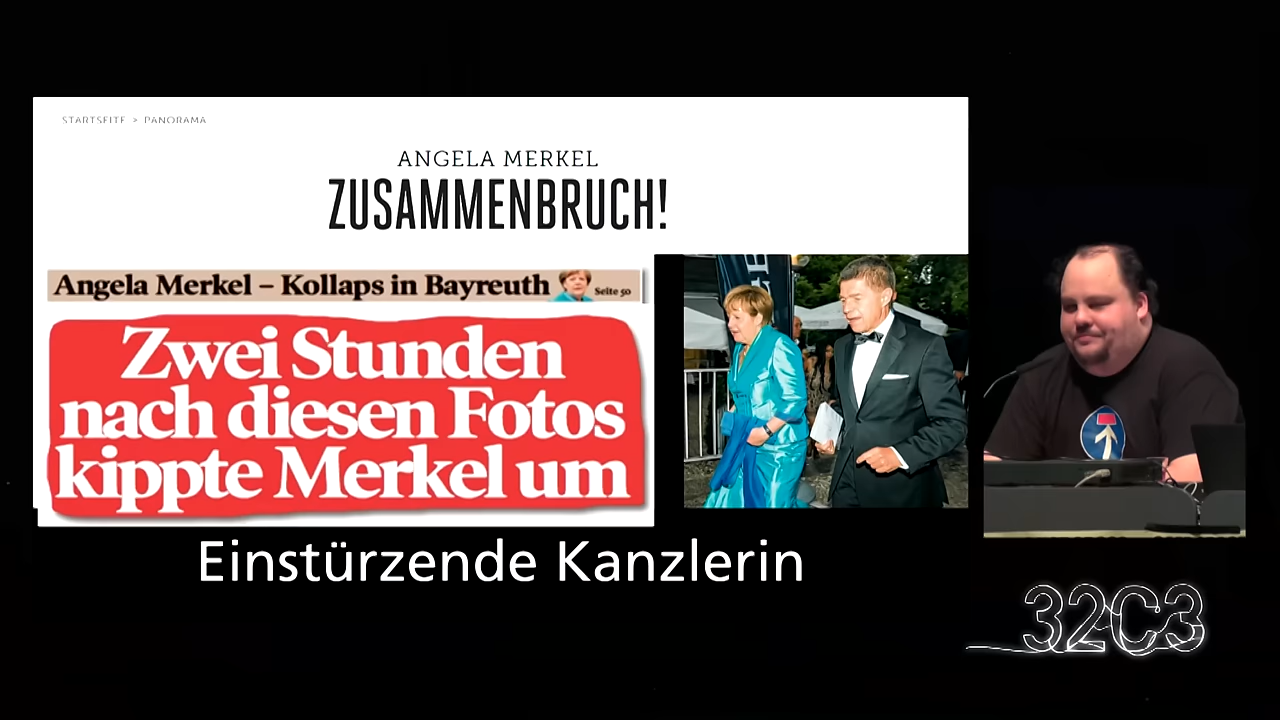 STARTSEITE > PANORAMA
ANGELA MERKEL
ZUSAMMENBRUCH!
Angela Merkel – Kollaps in Bayreuth Seite 50
Zwei Stunden
nach diesen Fotos
kippte Merkel um
Einstürzende Kanzlerin
32C3